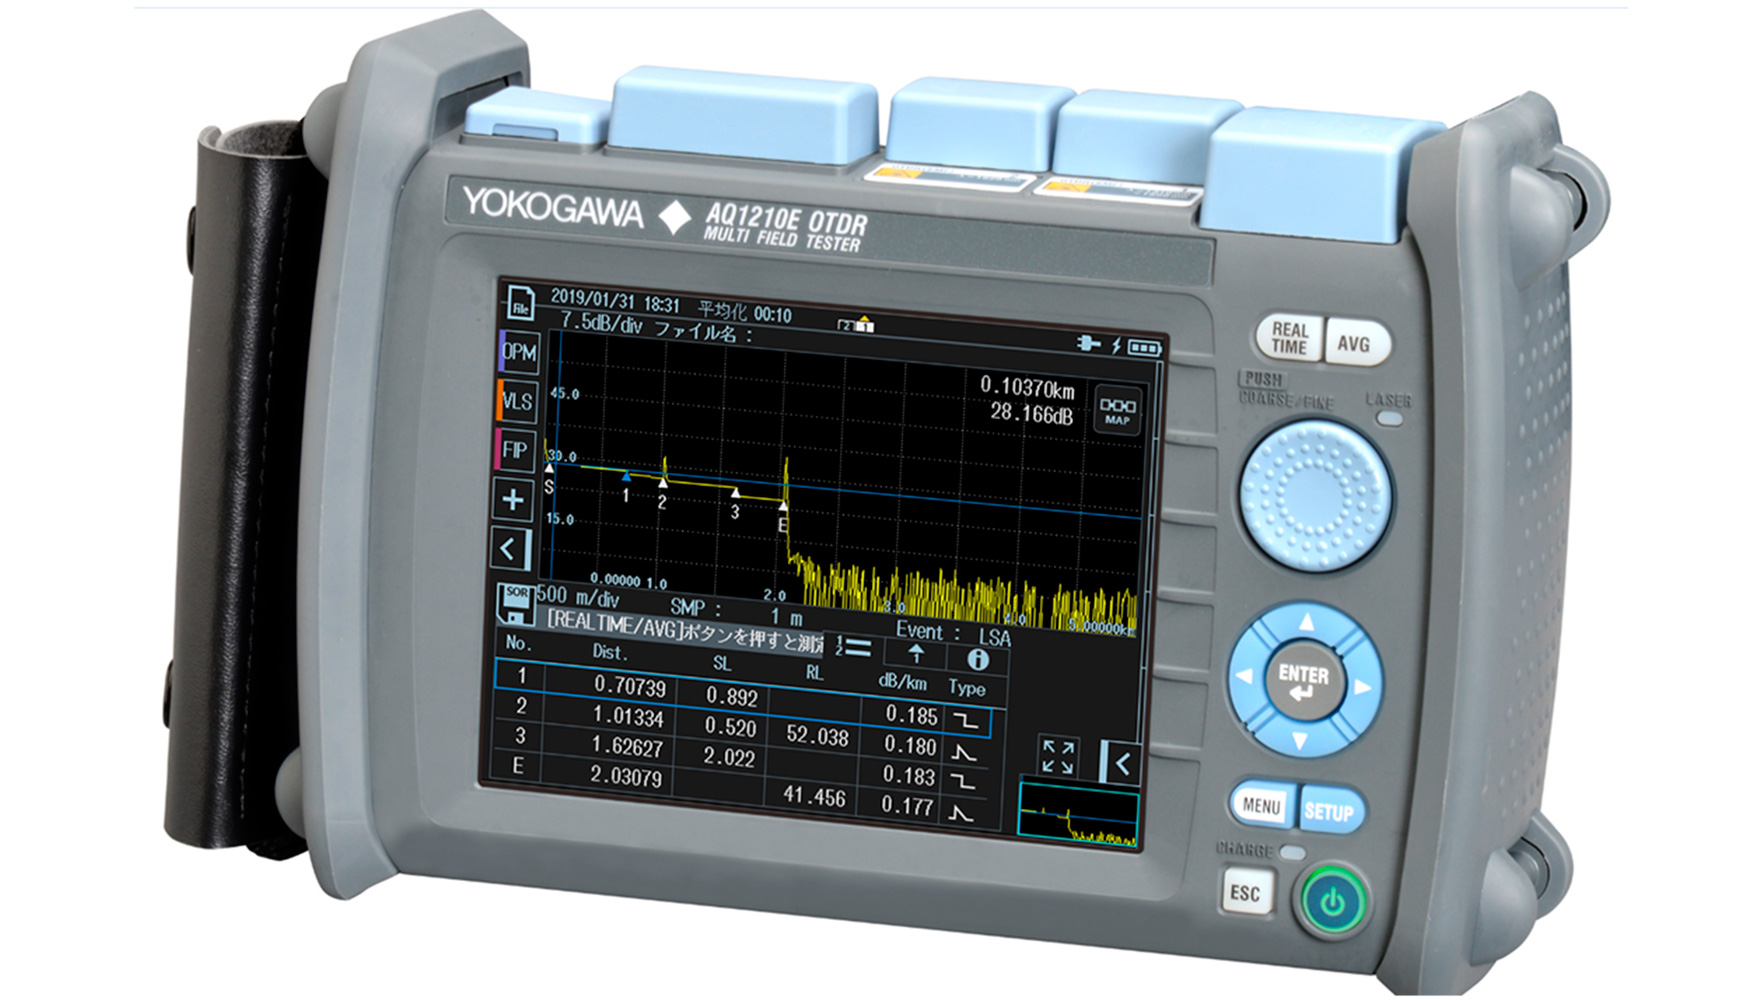 YOKOGAWA AQ1210E OTDR
MULTI FIELD TESTER
File 2019/01/31 18:31 平均化 00:10
7.5dB/div ファイル名 :
2 1
OPM
VLS
FIP
+
0.10370km
28.166dB
MAP
45.0
30.0
15.0
S
1
2
3
E
0.00000 1.0
2.0
3.0
4.0
5.00000km
SOR 500 m/div SMP : 1 m
Event : LSA
[REALTIME/AVG]ボタンを押すと測定
No. Dist. SL RL dB/km Type
1 0.70739 0.892 0.185
2 1.01334 0.520 52.038 0.180
3 1.62627 2.022 0.183
E 2.03079 41.456 0.177
REAL TIME
AVG
PUSH
COARSE/FINE
LASER
ENTER
MENU
SETUP
CHARGE
ESC